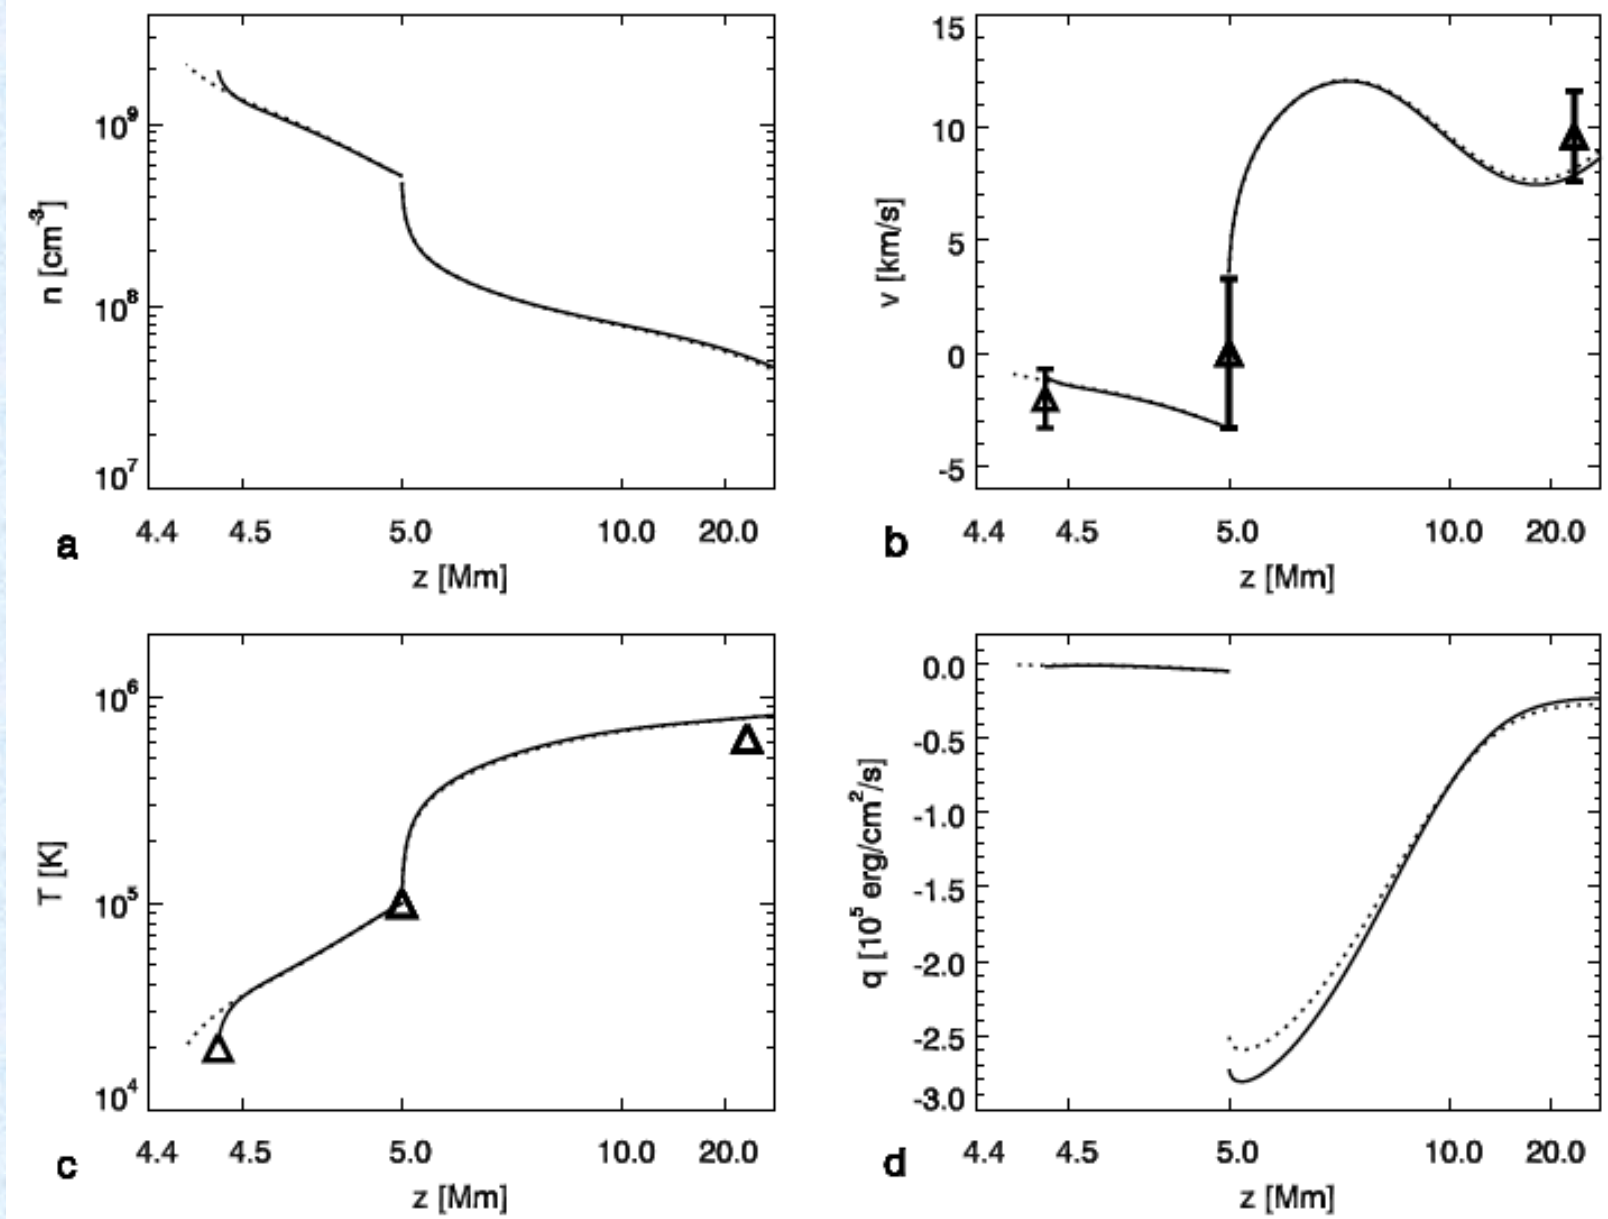 n [cm⁻³]
10⁹
10⁸
10⁷
4.4 4.5 5.0 10.0 20.0
z [Mm]
a
v [km/s]
15
10
5
0
-5
4.4 4.5 5.0 10.0 20.0
z [Mm]
b
T [K]
10⁶
10⁵
10⁴
4.4 4.5 5.0 10.0 20.0
z [Mm]
c
q [10⁵ erg/cm²/s]
0.0
-0.5
-1.0
-1.5
-2.0
-2.5
-3.0
4.4 4.5 5.0 10.0 20.0
z [Mm]
d